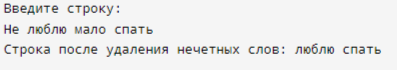 Введите строку:
Не люблю мало спать
Строка после удаления нечетных слов: люблю спать